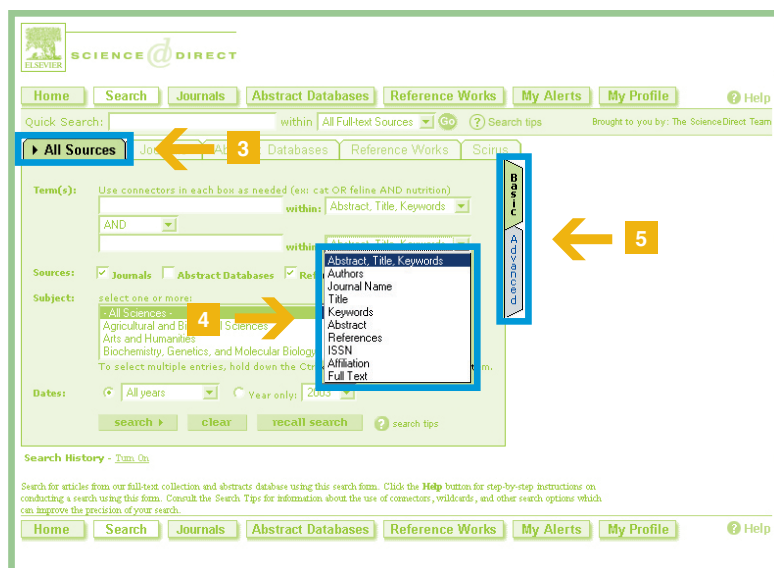 ELSEVIER
SCIENCE @ DIRECT
Home Search Journals Abstract Databases Reference Works My Alerts My Profile ? Help
Quick Search: within All Full-text Sources Go ? Search tips Brought to you by: The ScienceDirect Team
All Sources 3 Databases Reference Works Scirus
Term(s): Use connectors in each box as needed (ex: cat OR feline AND nutrition)
within: Abstract, Title, Keywords
AND
within: Abstract, Title, Keywords
Basic
Advanced
5
Sources: Journals Abstract Databases
Subject: select one or more:
- All Sciences -
Agricultural and Sciences
Arts and Humanities
Biochemistry, Genetics, and Molecular Biology
To select multiple entries, hold down the
4
Abstract, Title, Keywords
Authors
Journal Name
Title
Keywords
Abstract
References
ISSN
Affiliation
Full Text
Dates: All years Year only: 2003
search clear recall search ? search tips
Search History - Turn On
Search for articles from our full-text collection and abstracts database using this search form. Click the Help button for step-by-step instructions on
conducting a search using this form. Consult the Search Tips for information about the use of connectors, wildcards, and other search options which
can improve the precision of your search.
Home Search Journals Abstract Databases Reference Works My Alerts My Profile ? Help